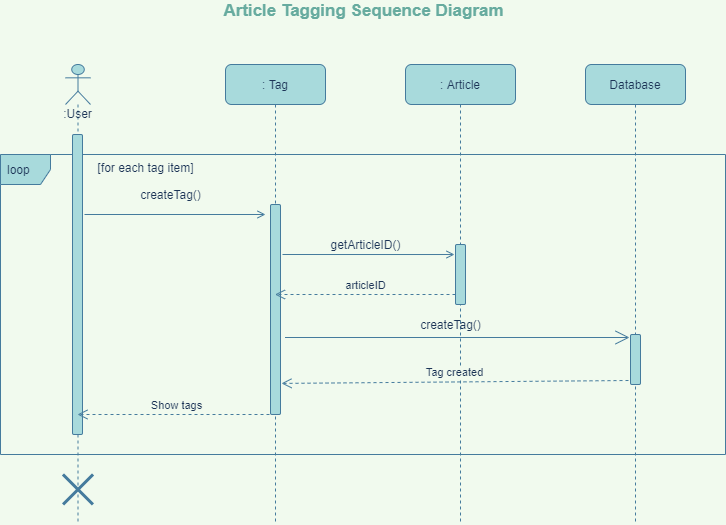 Article Tagging Sequence Diagram
: Tag
: Article
Database
:User
loop
[for each tag item]
createTag()
getArticleID()
articleID
createTag()
Tag created
Show tags